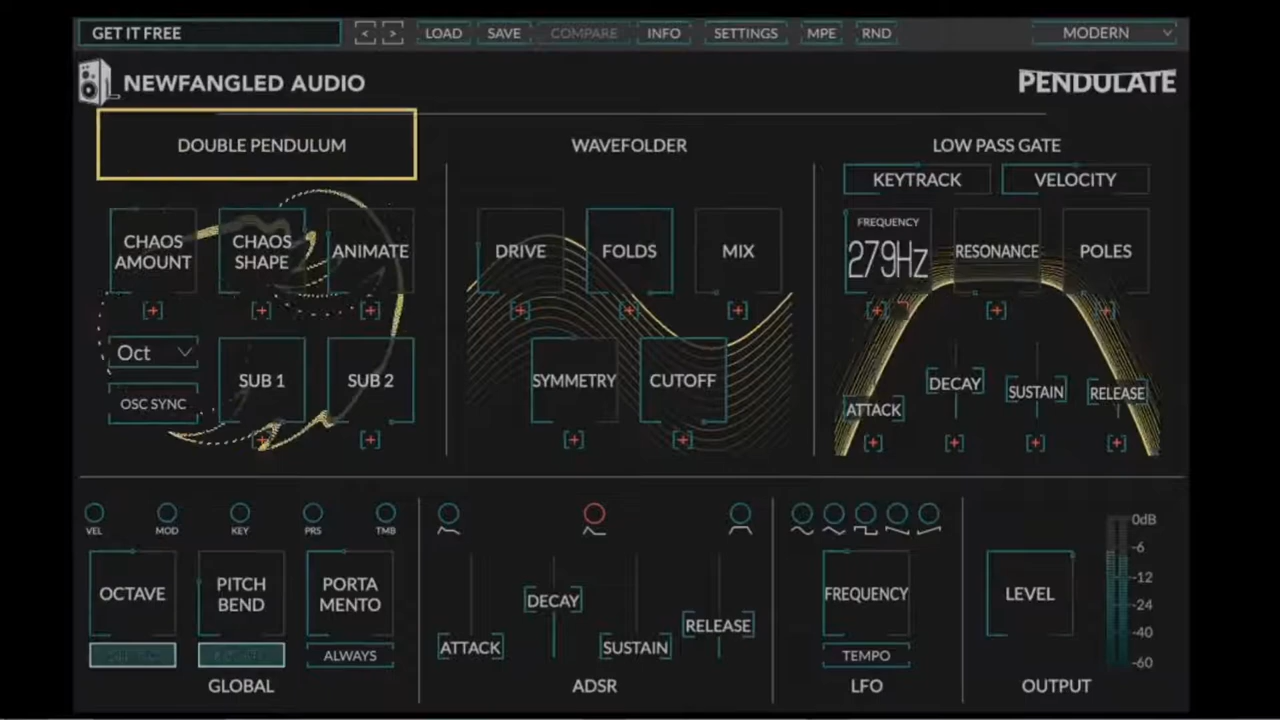 GET IT FREE < > LOAD SAVE COMPARE INFO SETTINGS MPE RND MODERN
NEWFANGLED AUDIO PENDULATE
DOUBLE PENDULUM WAVEFOLDER LOW PASS GATE
KEYTRACK VELOCITY
CHAOS AMOUNT
CHAOS SHAPE
ANIMATE
DRIVE
FOLDS
MIX
FREQUENCY
279Hz
RESONANCE
POLES
[+] [+] [+] [+] [+] [+] [+] [+] [+]
Oct
OSC SYNC
SUB 1
SUB 2
SYMMETRY
CUTOFF
ATTACK
DECAY
SUSTAIN
RELEASE
[+] [+] [+] [+] [+] [+] [+] [+]
VEL MOD KEY PRS TMB
OCTAVE
PITCH BEND
PORTA MENTO
ALWAYS
GLOBAL
ATTACK
DECAY
SUSTAIN
RELEASE
ADSR
FREQUENCY
TEMPO
LFO
LEVEL
0dB
-6
-12
-24
-40
-60
OUTPUT